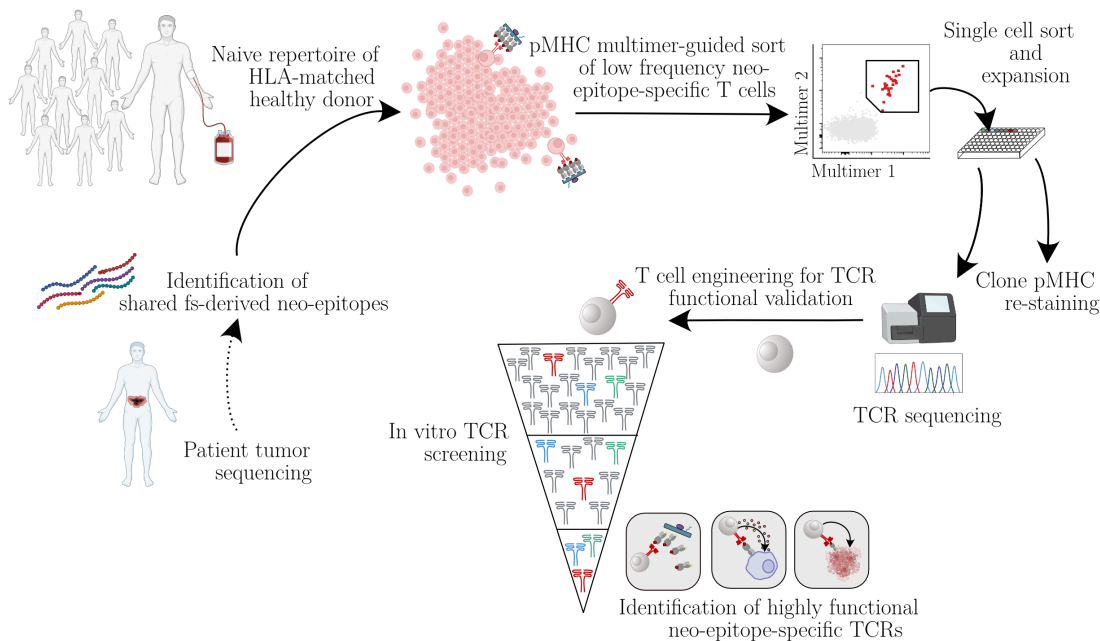 Naive repertoire of
HLA-matched
healthy donor
pMHC multimer-guided sort
of low frequency neo-
epitope-specific T cells
Multimer 2
Multimer 1
Single cell sort
and
expansion
Identification of
shared fs-derived neo-epitopes
Patient tumor
sequencing
T cell engineering for TCR
functional validation
Clone pMHC
re-staining
TCR sequencing
In vitro TCR
screening
Identification of highly functional
neo-epitope-specific TCRs